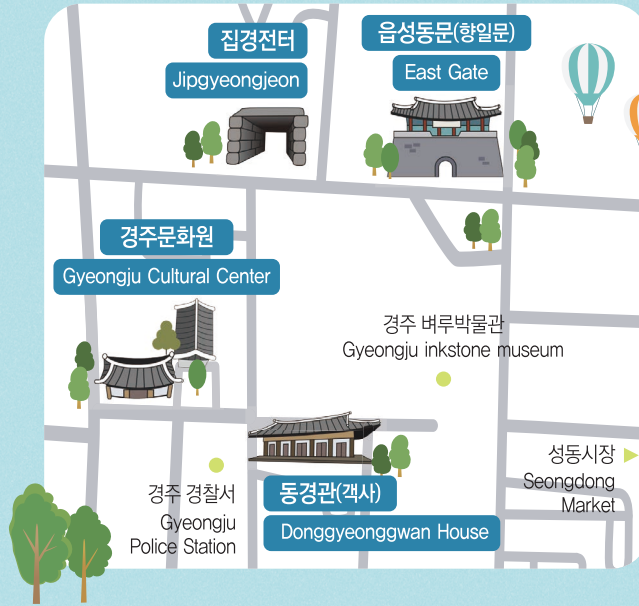 집경전터
Jipgyeongjeon
읍성동문(향일문)
East Gate
경주문화원
Gyeongju Cultural Center
경주 벼루박물관
Gyeongju inkstone museum
성동시장
Seongdong
Market
경주 경찰서
Gyeongju
Police Station
동경관(객사)
Donggyeonggwan House